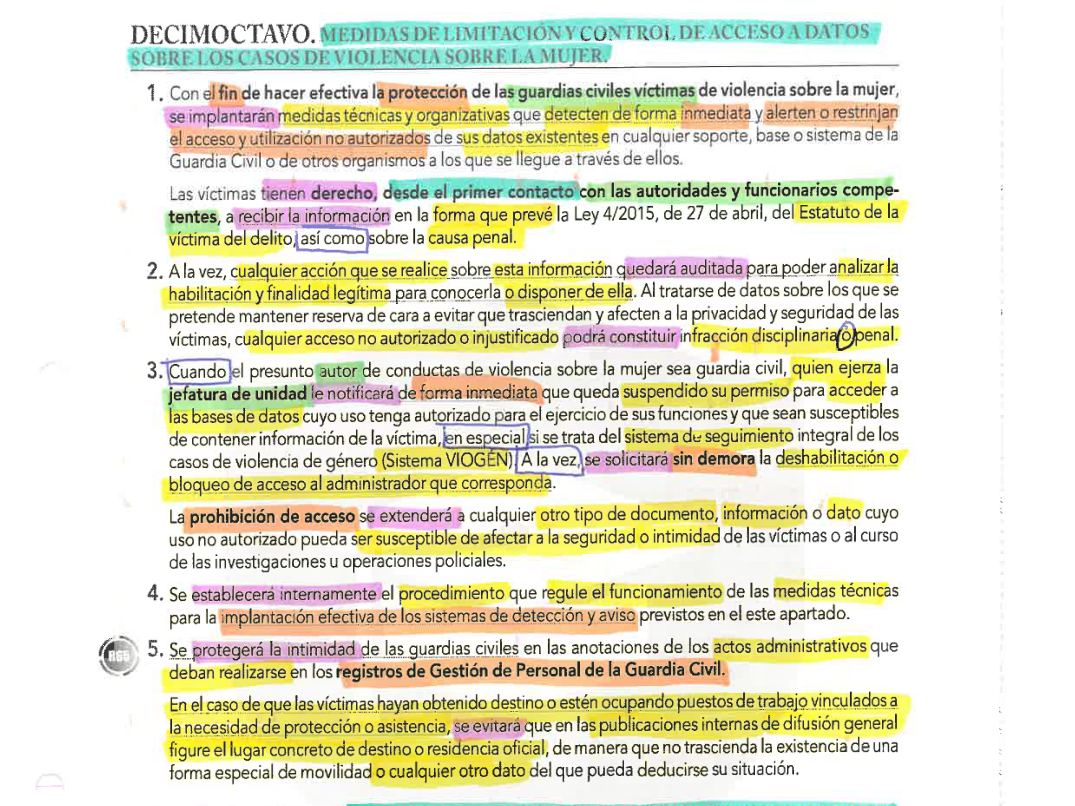 DECIMOCTAVO. MEDIDAS DE LIMITACIÓN Y CONTROL DE ACCESO A DATOS
SOBRE LOS CASOS DE VIOLENCIA SOBRE LA MUJER.
1. Con el fin de hacer efectiva la protección de las guardias civiles víctimas de violencia sobre la mujer,
se implantarán medidas técnicas y organizativas que detecten de forma inmediata y alerten o restrinjan
el acceso y utilización no autorizados de sus datos existentes en cualquier soporte, base o sistema de la
Guardia Civil o de otros organismos a los que se llegue a través de ellos.
Las víctimas tienen derecho, desde el primer contacto con las autoridades y funcionarios compe-
tentes, a recibir la información en la forma que prevé la Ley 4/2015, de 27 de abril, del Estatuto de la
víctima del delito, así como sobre la causa penal.
2. A la vez, cualquier acción que se realice sobre esta información quedará auditada para poder analizar la
habilitación y finalidad legítima para conocerla o disponer de ella. Al tratarse de datos sobre los que se
pretende mantener reserva de cara a evitar que trasciendan y afecten a la privacidad y seguridad de las
víctimas, cualquier acceso no autorizado o injustificado podrá constituir infracción disciplinaria o penal.
3. Cuando el presunto autor de conductas de violencia sobre la mujer sea guardia civil, quien ejerza la
jefatura de unidad le notificará de forma inmediata que queda suspendido su permiso para acceder a
las bases de datos cuyo uso tenga autorizado para el ejercicio de sus funciones y que sean susceptibles
de contener información de la víctima, en especial si se trata del sistema de seguimiento integral de los
casos de violencia de género (Sistema VIOGÉN). A la vez, se solicitará sin demora la deshabilitación o
bloqueo de acceso al administrador que corresponda.
La prohibición de acceso se extenderá a cualquier otro tipo de documento, información o dato cuyo
uso no autorizado pueda ser susceptible de afectar a la seguridad o intimidad de las víctimas o al curso
de las investigaciones u operaciones policiales.
4. Se establecerá internamente el procedimiento que regule el funcionamiento de las medidas técnicas
para la implantación efectiva de los sistemas de detección y aviso previstos en el este apartado.
5. Se protegerá la intimidad de las guardias civiles en las anotaciones de los actos administrativos que
deban realizarse en los registros de Gestión de Personal de la Guardia Civil.
En el caso de que las víctimas hayan obtenido destino o estén ocupando puestos de trabajo vinculados a
la necesidad de protección o asistencia, se evitará que en las publicaciones internas de difusión general
figure el lugar concreto de destino o residencia oficial, de manera que no trascienda la existencia de una
forma especial de movilidad o cualquier otro dato del que pueda deducirse su situación.